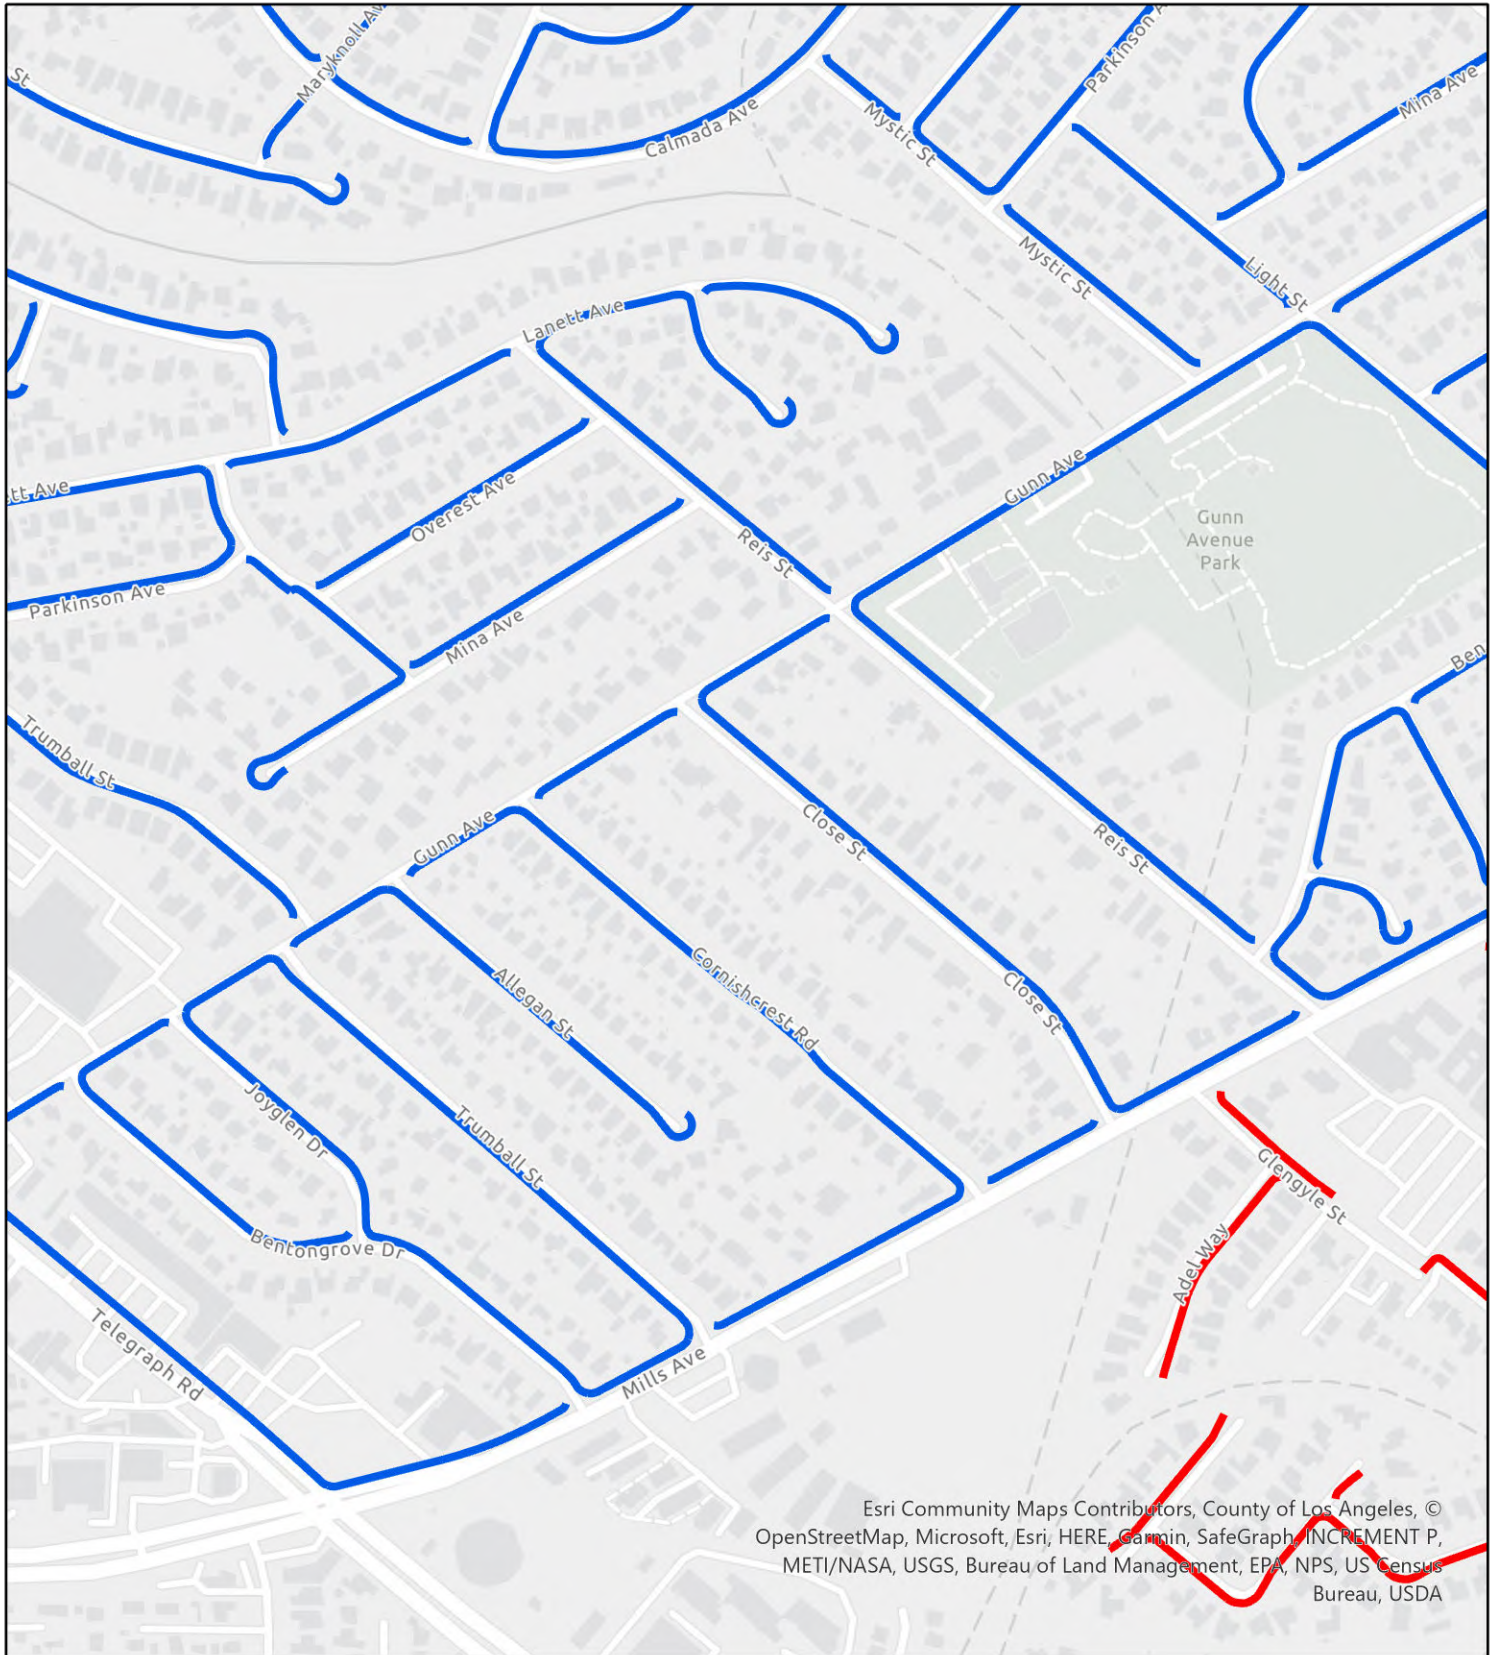 St
Maryknoll Av
Calmada Ave
Mystic St
Parkinson A
Mina Ave
Mystic St
Light St
Lanett Ave
tt Ave
Overest Ave
Gunn Ave
Gunn
Avenue
Park
Parkinson Ave
Reis St
Mina Ave
Ben
Trumball St
Gunn Ave
Close St
Reis St
Cornishcrest Rd
Allegan St
Close St
Joyglen Dr
Trumball St
Glengyle St
Bentongrove Dr
Adel Way
Telegraph Rd
Mills Ave
Esri Community Maps Contributors, County of Los Angeles, ©
OpenStreetMap, Microsoft, Esri, HERE, Garmin, SafeGraph, INCREMENT P,
METI/NASA, USGS, Bureau of Land Management, EPA, NPS, US Census
Bureau, USDA